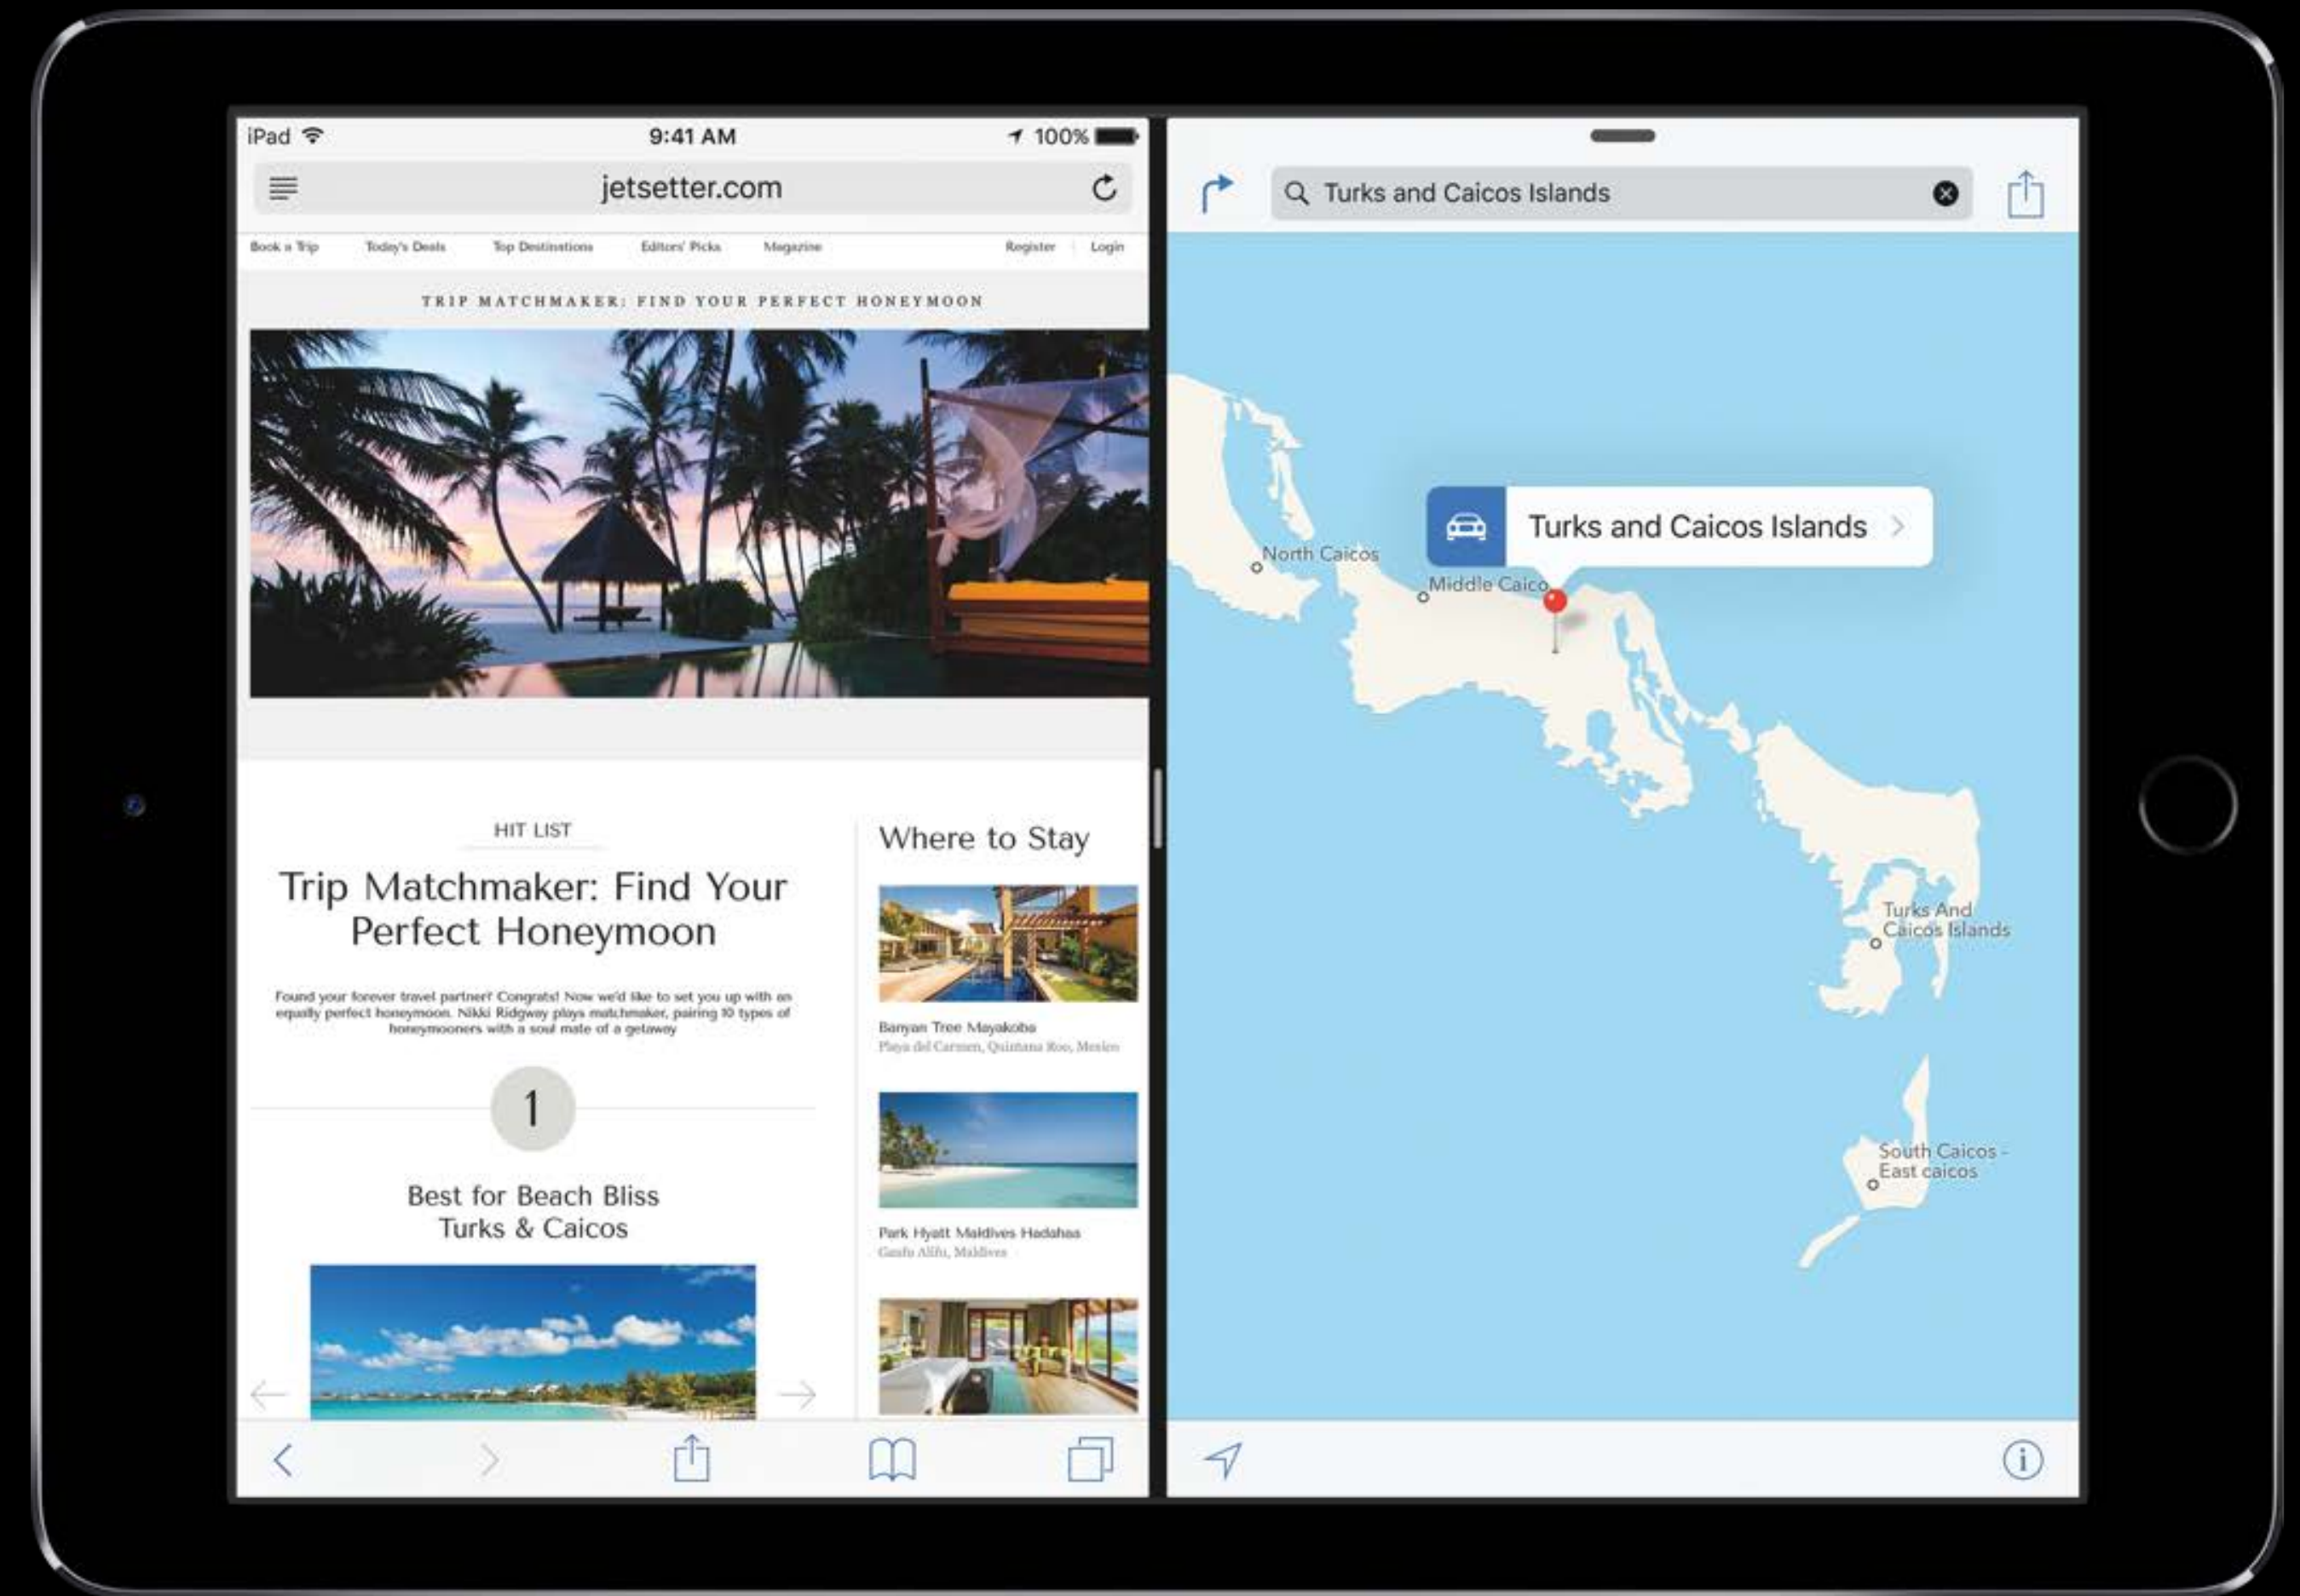 iPad
9:41 AM
100%
jetsetter.com
Book a Trip
Today's Deals
Top Destinations
Editors' Picks
Magazine
Register
Login
TRIP MATCHMAKER: FIND YOUR PERFECT HONEYMOON
HIT LIST
Trip Matchmaker: Find Your
Perfect Honeymoon
Found your forever travel partner? Congrats! Now we'd like to set you up with an
equally perfect honeymoon. Nikki Ridgway plays matchmaker, pairing 10 types of
honeymooners with a soul mate of a getaway
1
Best for Beach Bliss
Turks & Caicos
Where to Stay
Banyan Tree Mayakoba
Playa del Carmen, Quintana Roo, Mexico
Park Hyatt Maldives Hadahaa
Gaafu Alifu, Maldives
Turks and Caicos Islands
Turks and Caicos Islands
North Caicos
Middle Caico
Turks And
Caicos Islands
South Caicos -
East caicos